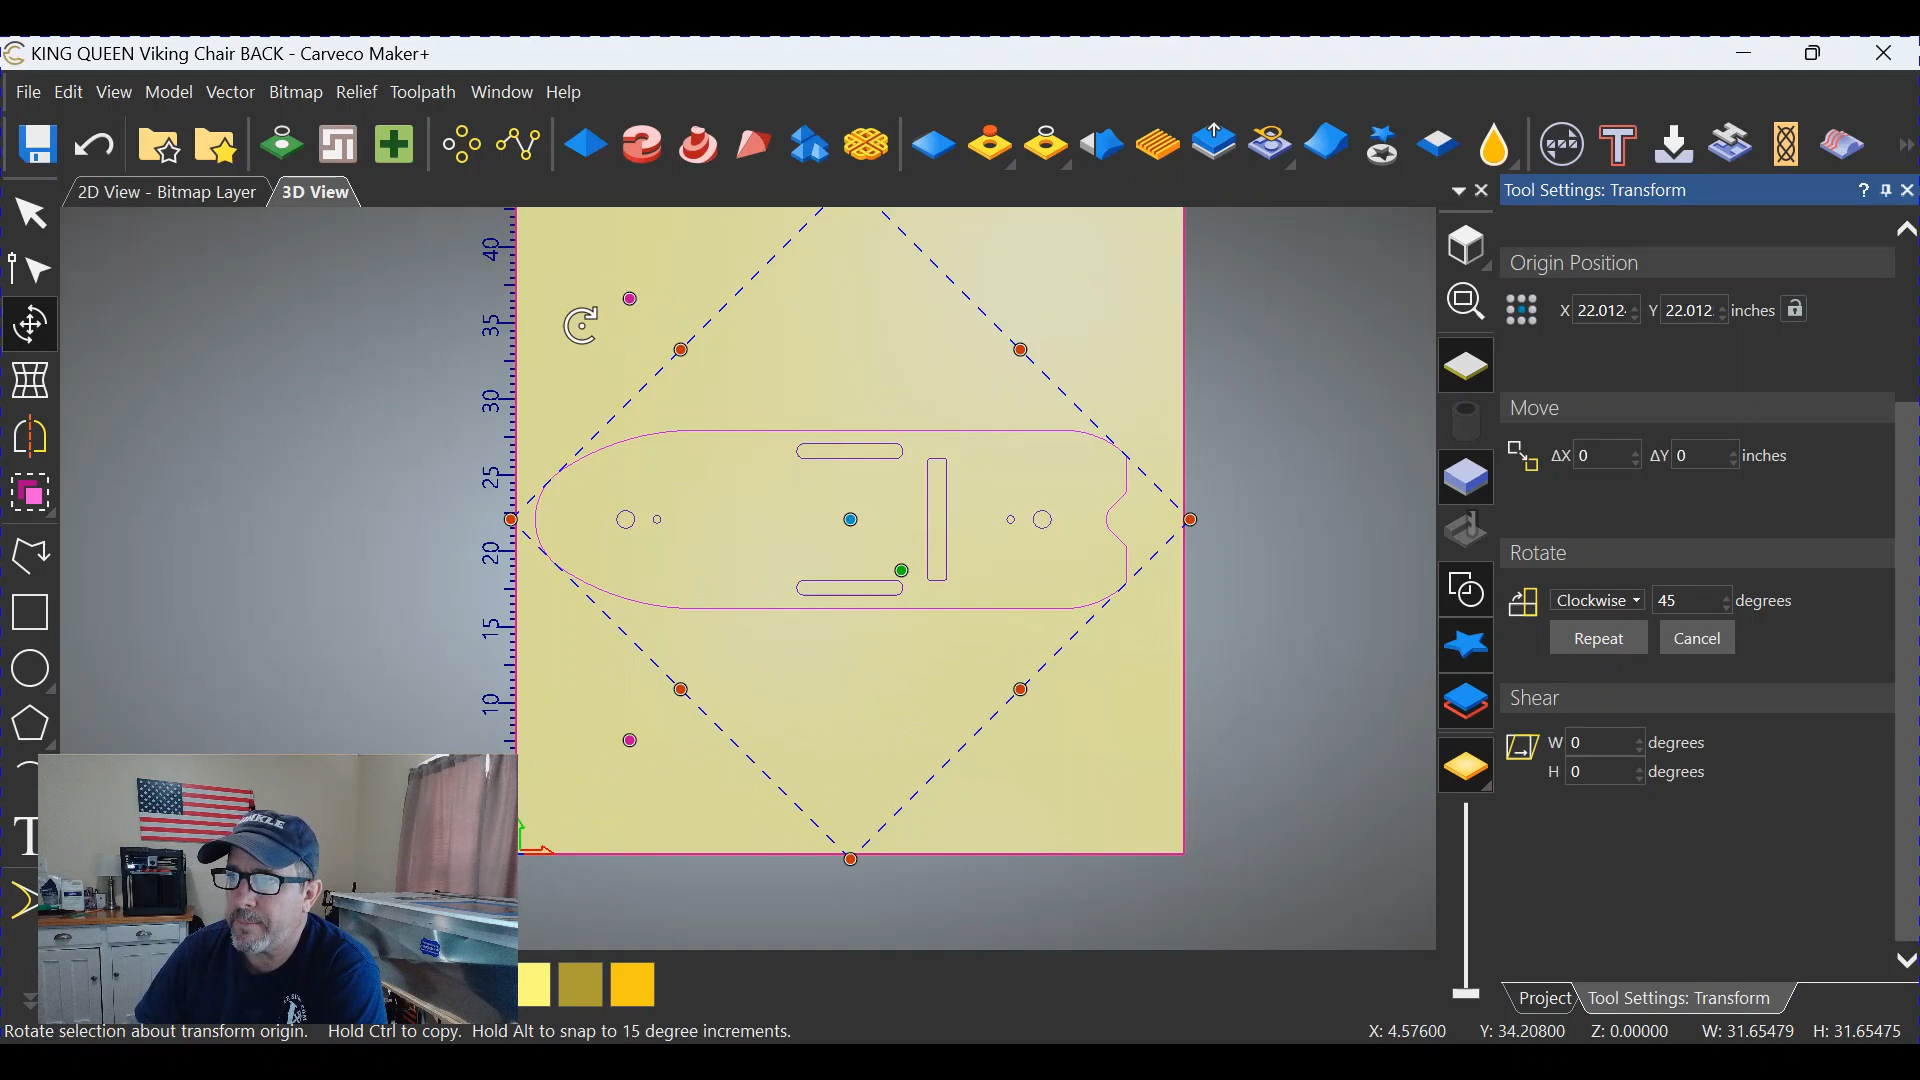 KING QUEEN Viking Chair BACK - Carveco Maker+
File Edit View Model Vector Bitmap Relief Toolpath Window Help
2D View - Bitmap Layer 3D View
Tool Settings: Transform ?
Origin Position
X 22.012 Y 22.012 inches
Move
ΔX 0 ΔY 0 inches
Rotate
Clockwise 45 degrees
Repeat Cancel
Shear
W 0 degrees
H 0 degrees
40
35
30
25
20
15
10
Project Tool Settings: Transform
Rotate selection about transform origin. Hold Ctrl to copy. Hold Alt to snap to 15 degree increments.
X: 4.57600 Y: 34.20800 Z: 0.00000 W: 31.65479 H: 31.65475